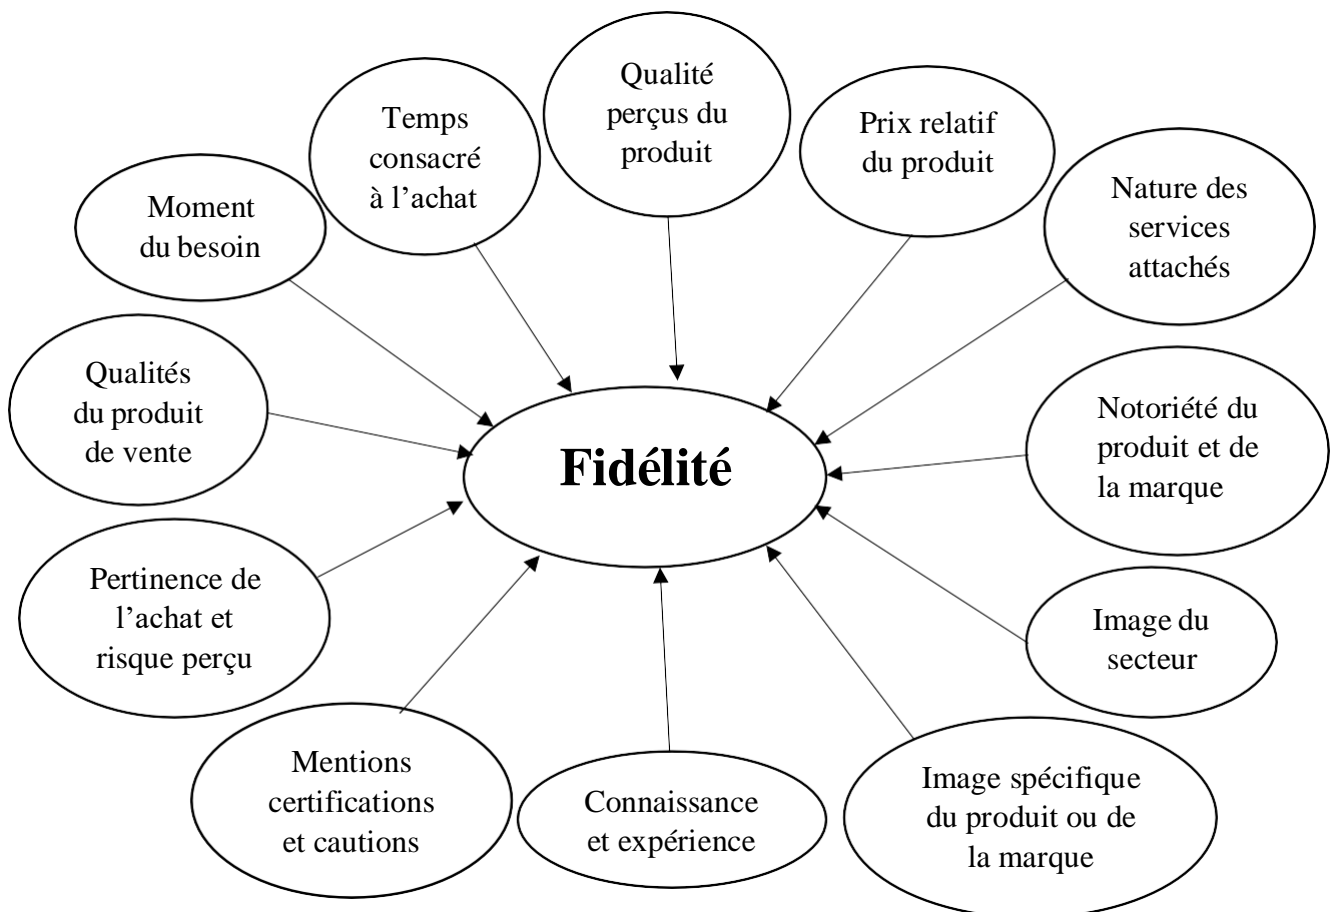 Qualité
perçus du
produit
Prix relatif
du produit
Temps
consacré
à l'achat
Nature des
services
attachés
Moment
du besoin
Qualités
du produit
de vente
Notoriété du
produit et de
la marque
Fidélité
Pertinence de
l'achat et
risque perçu
Image du
secteur
Mentions
certifications
et cautions
Connaissance
et expérience
Image spécifique
du produit ou de
la marque